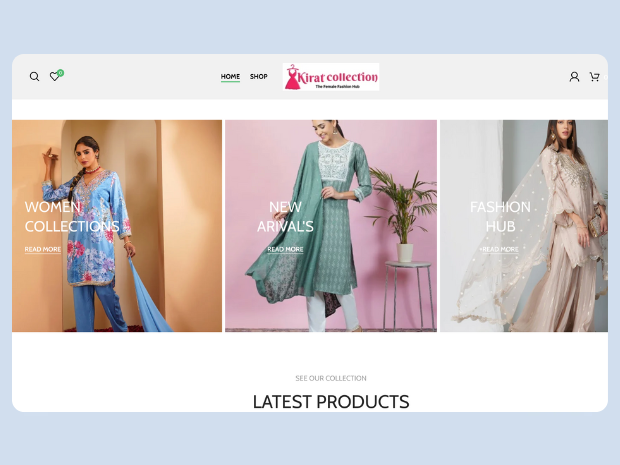 0
HOME
SHOP
Kirat collection
The Female Fashion Hub
WOMEN
COLLECTIONS
READ MORE
NEW
ARIVAL'S
READ MORE
FASHION
HUB
READ MORE
SEE OUR COLLECTION
LATEST PRODUCTS